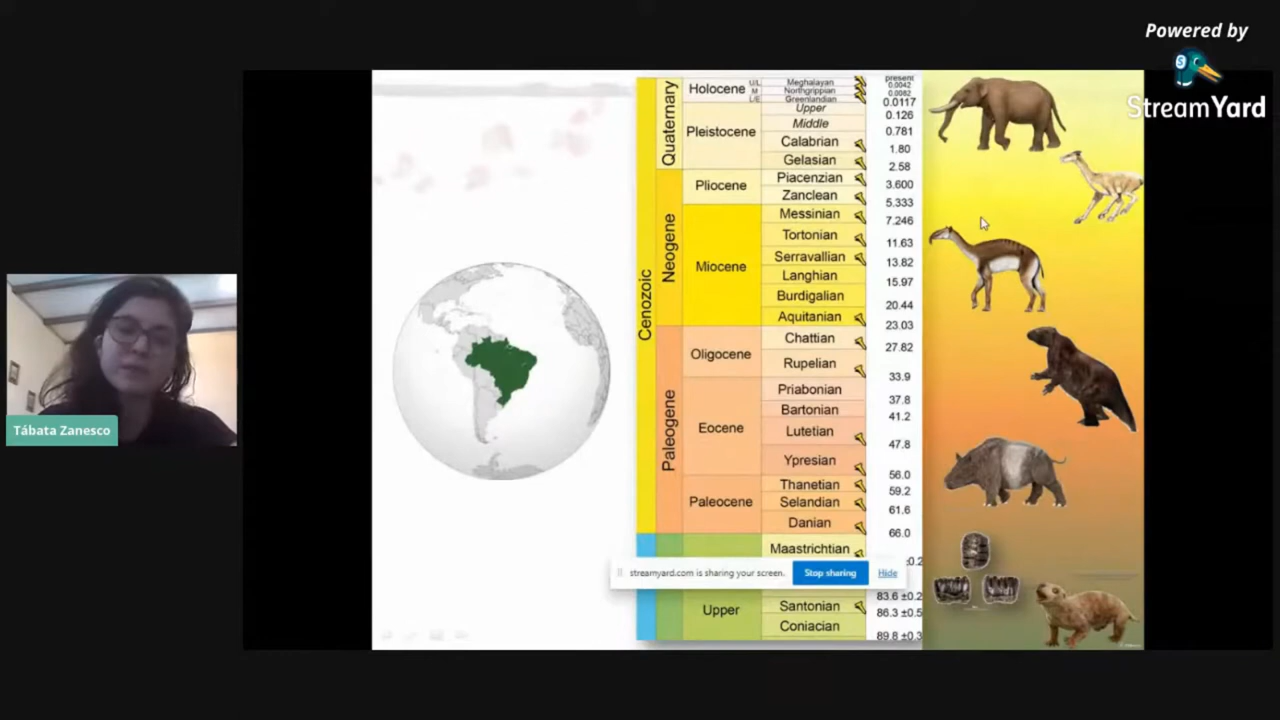 Powered by
StreamYard
Tábata Zanesco
Cenozoic
Quaternary
Neogene
Paleogene
Holocene
U/L
M
L/E
Pleistocene
Pliocene
Miocene
Oligocene
Eocene
Paleocene
Upper
Meghalayan
Northgrippian
Greenlandian
Upper
Middle
Calabrian
Gelasian
Piacenzian
Zanclean
Messinian
Tortonian
Serravallian
Langhian
Burdigalian
Aquitanian
Chattian
Rupelian
Priabonian
Bartonian
Lutetian
Ypresian
Thanetian
Selandian
Danian
Maastrichtian
Santonian
Coniacian
present
0.0042
0.0082
0.0117
0.126
0.781
1.80
2.58
3.600
5.333
7.246
11.63
13.82
15.97
20.44
23.03
27.82
33.9
37.8
41.2
47.8
56.0
59.2
61.6
66.0
83.6 ±0.2
86.3 ±0.5
89.8 ±0.3
streamyard.com is sharing your screen.
Stop sharing
Hide